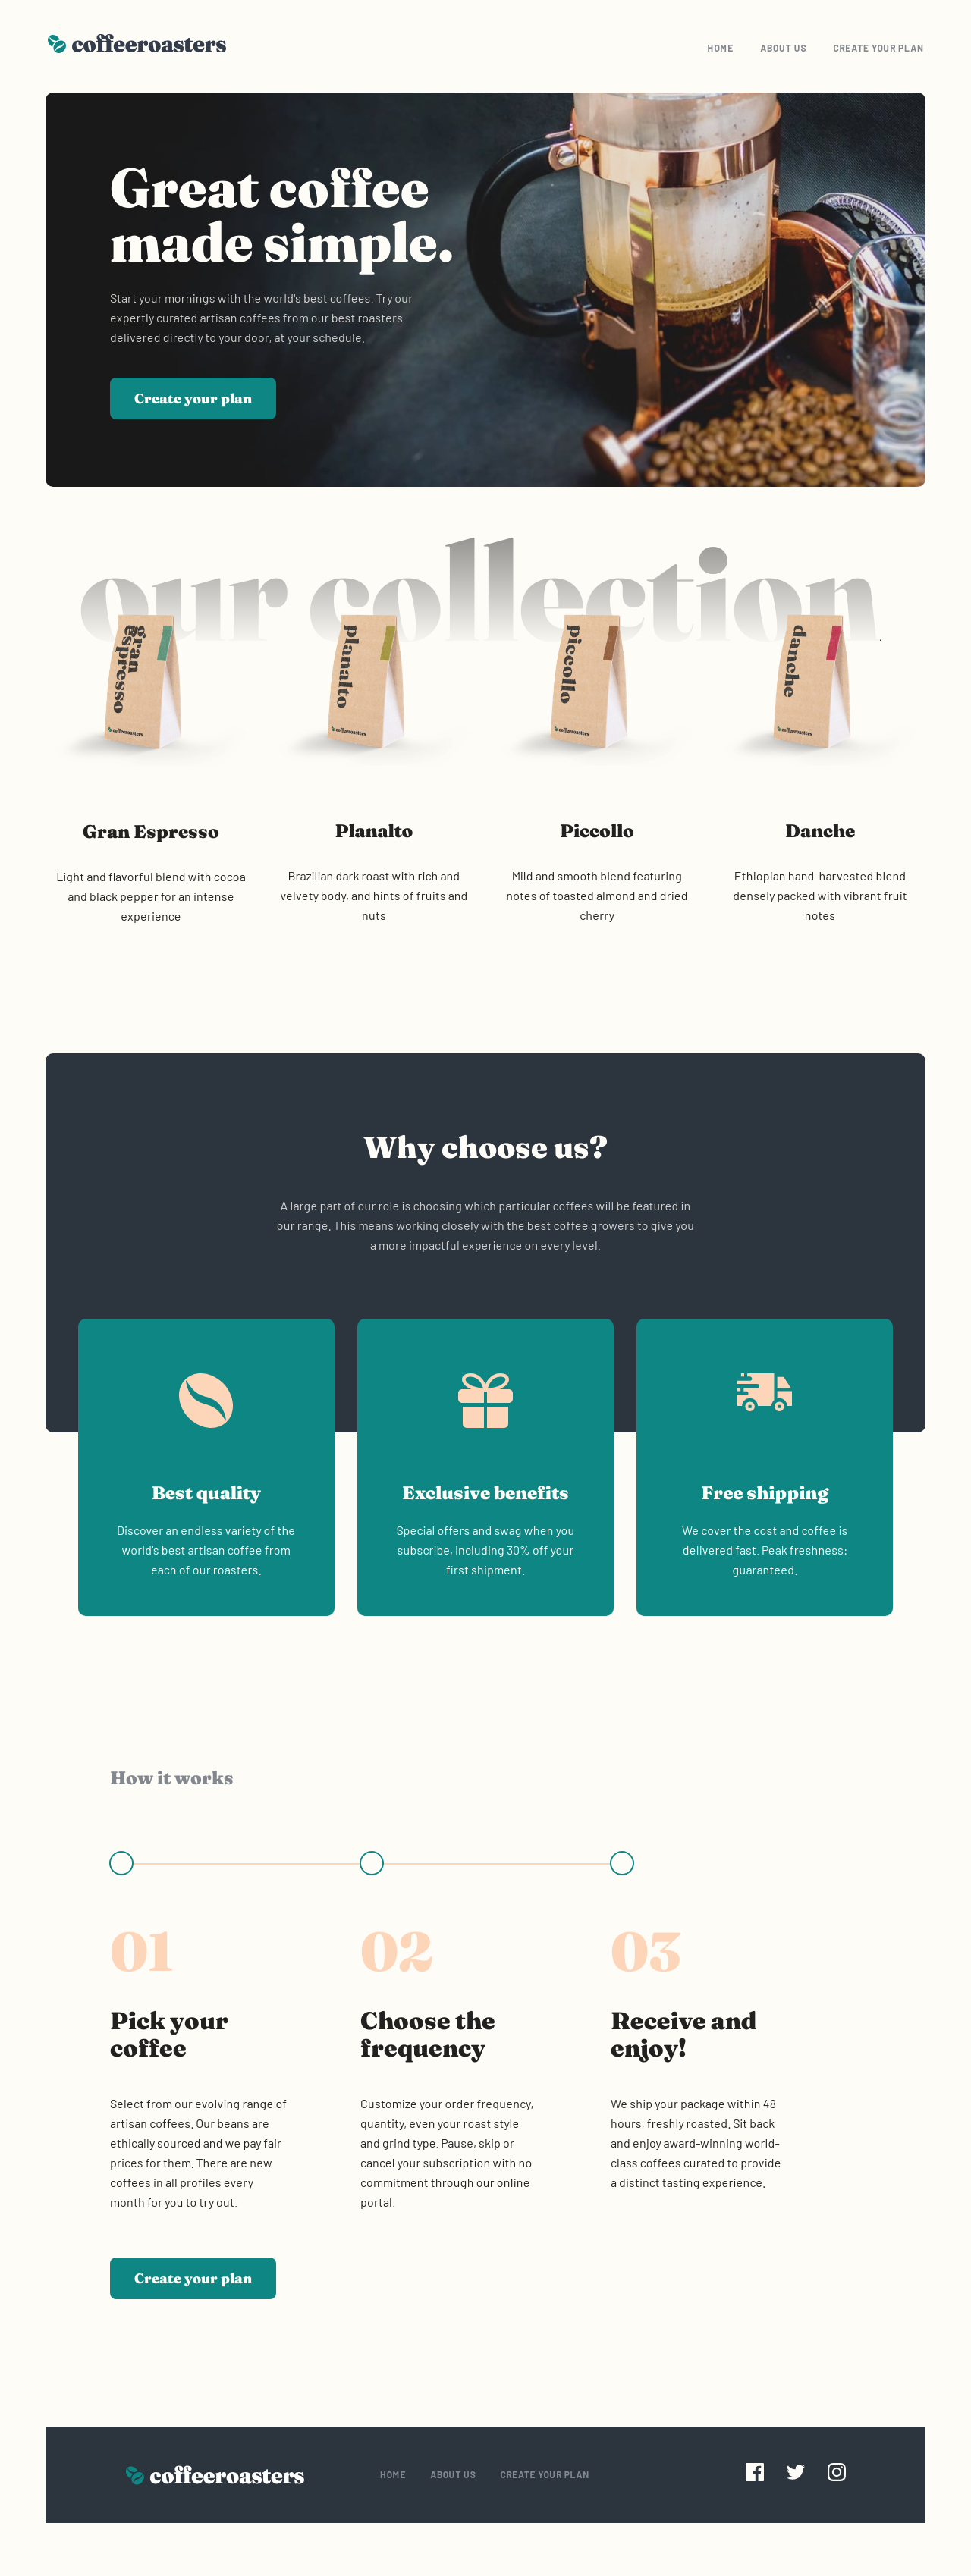 coffeeroasters
HOME ABOUT US CREATE YOUR PLAN
Great coffee
made simple.
Start your mornings with the world's best coffees. Try our
expertly curated artisan coffees from our best roasters
delivered directly to your door, at your schedule.
Create your plan
our collection
gran
espresso
coffeeroasters
planalto
coffeeroasters
piccollo
coffeeroasters
danche
coffeeroasters
Gran Espresso
Light and flavorful blend with cocoa
and black pepper for an intense
experience
Planalto
Brazilian dark roast with rich and
velvety body, and hints of fruits and
nuts
Piccollo
Mild and smooth blend featuring
notes of toasted almond and dried
cherry
Danche
Ethiopian hand-harvested blend
densely packed with vibrant fruit
notes
Why choose us?
A large part of our role is choosing which particular coffees will be featured in
our range. This means working closely with the best coffee growers to give you
a more impactful experience on every level.
Best quality
Discover an endless variety of the
world's best artisan coffee from
each of our roasters.
Exclusive benefits
Special offers and swag when you
subscribe, including 30% off your
first shipment.
Free shipping
We cover the cost and coffee is
delivered fast. Peak freshness:
guaranteed.
How it works
01
Pick your
coffee
Select from our evolving range of
artisan coffees. Our beans are
ethically sourced and we pay fair
prices for them. There are new
coffees in all profiles every
month for you to try out.
02
Choose the
frequency
Customize your order frequency,
quantity, even your roast style
and grind type. Pause, skip or
cancel your subscription with no
commitment through our online
portal.
03
Receive and
enjoy!
We ship your package within 48
hours, freshly roasted. Sit back
and enjoy award-winning world-
class coffees curated to provide
a distinct tasting experience.
Create your plan
coffeeroasters
HOME ABOUT US CREATE YOUR PLAN